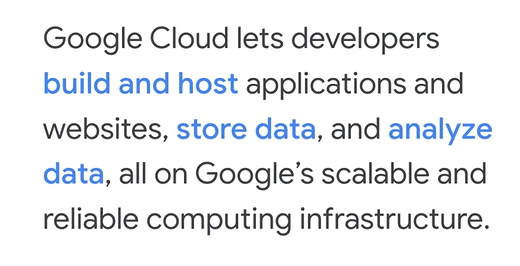 Google Cloud lets developers
build and host applications and
websites, store data, and analyze
data, all on Google’s scalable and
reliable computing infrastructure.